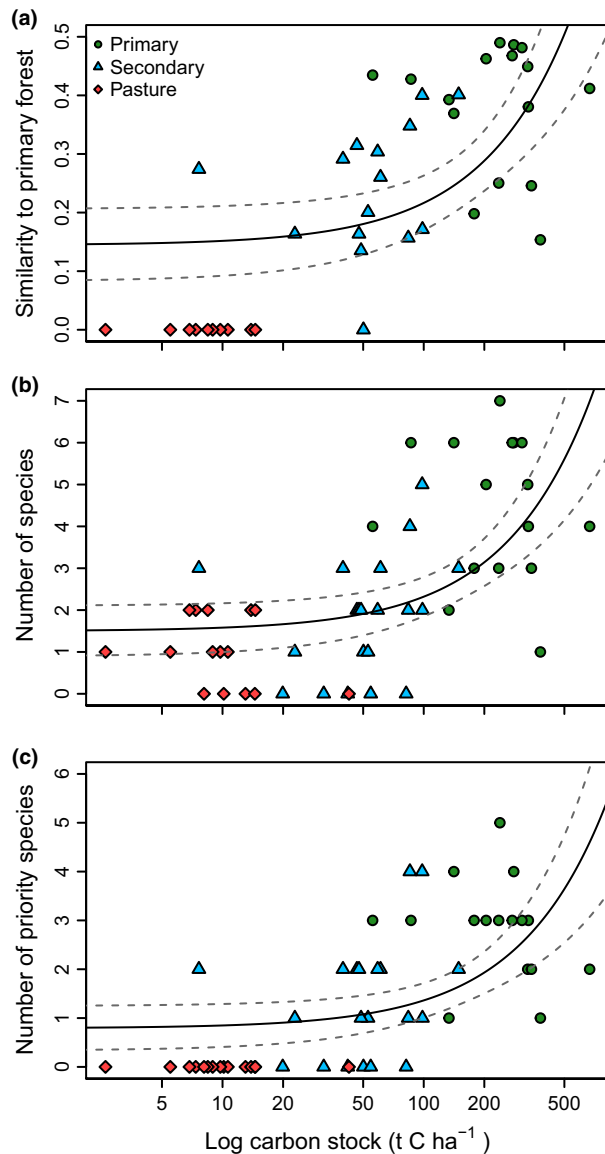 (a)
Primary
Secondary
Pasture
Similarity to primary forest
0.0
0.1
0.2
0.3
0.4
0.5
(b)
Number of species
0
1
2
3
4
5
6
7
(c)
Number of priority species
0
1
2
3
4
5
6
5
10
20
50
100
200
500
Log carbon stock (t C ha⁻¹)